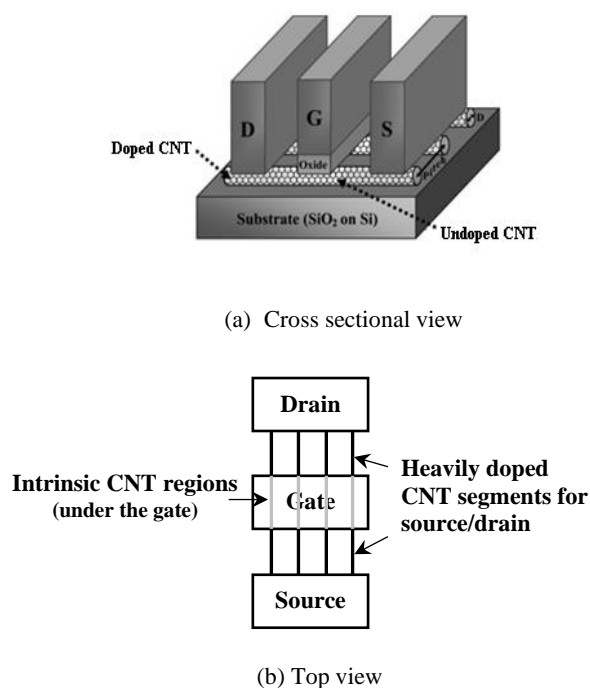 D
G
S
D
Doped CNT
Oxide
Pitch
Substrate (SiO₂ on Si)
Undoped CNT
(a) Cross sectional view
Drain
Intrinsic CNT regions
(under the gate)
Gate
Heavily doped
CNT segments for
source/drain
Source
(b) Top view